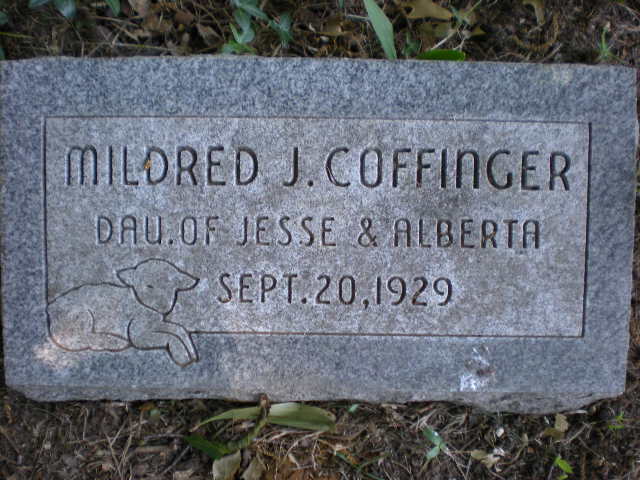 MILDRED J. COFFINGER
DAU. OF JESSE & ALBERTA
SEPT. 20, 1929